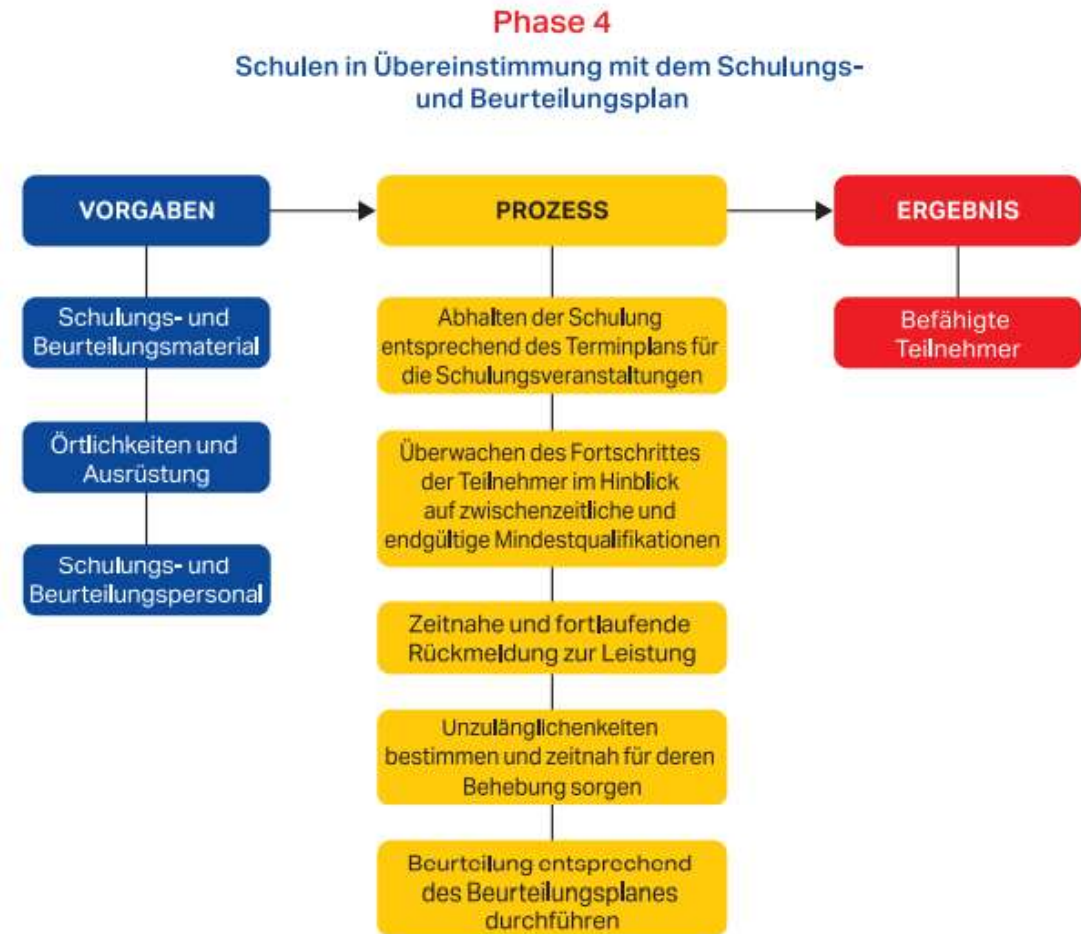 Phase 4
Schulen in Übereinstimmung mit dem Schulungs-
und Beurteilungsplan
VORGABEN
Schulungs- und
Beurteilungsmaterial
Örtlichkeiten und
Ausrüstung
Schulungs- und
Beurteilungspersonal
PROZESS
Abhalten der Schulung
entsprechend des Terminplans für
die Schulungsveranstaltungen
Überwachen des Fortschrittes
der Teilnehmer im Hinblick
auf zwischenzeitliche und
endgültige Mindestqualifikationen
Zeitnahe und fortlaufende
Rückmeldung zur Leistung
Unzulänglichenkelten
bestimmen und zeitnah für deren
Behebung sorgen
Beurteilung entsprechend
des Beurteilungsplanes
durchführen
ERGEBNIS
Befähigte
Teilnehmer